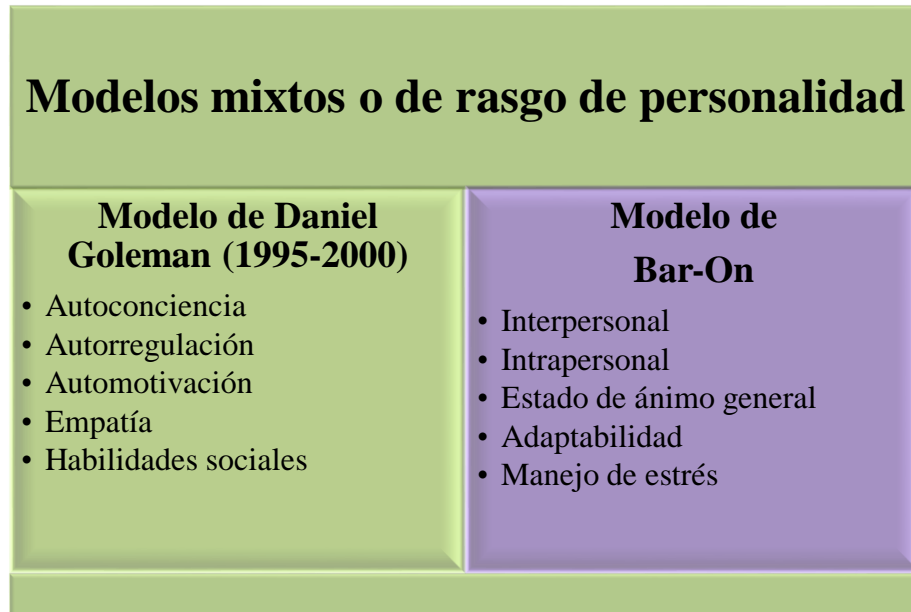 Modelos mixtos o de rasgo de personalidad
Modelo de Daniel
Goleman (1995-2000)
• Autoconciencia
• Autorregulación
• Automotivación
• Empatía
• Habilidades sociales
Modelo de
Bar-On
• Interpersonal
• Intrapersonal
• Estado de ánimo general
• Adaptabilidad
• Manejo de estrés